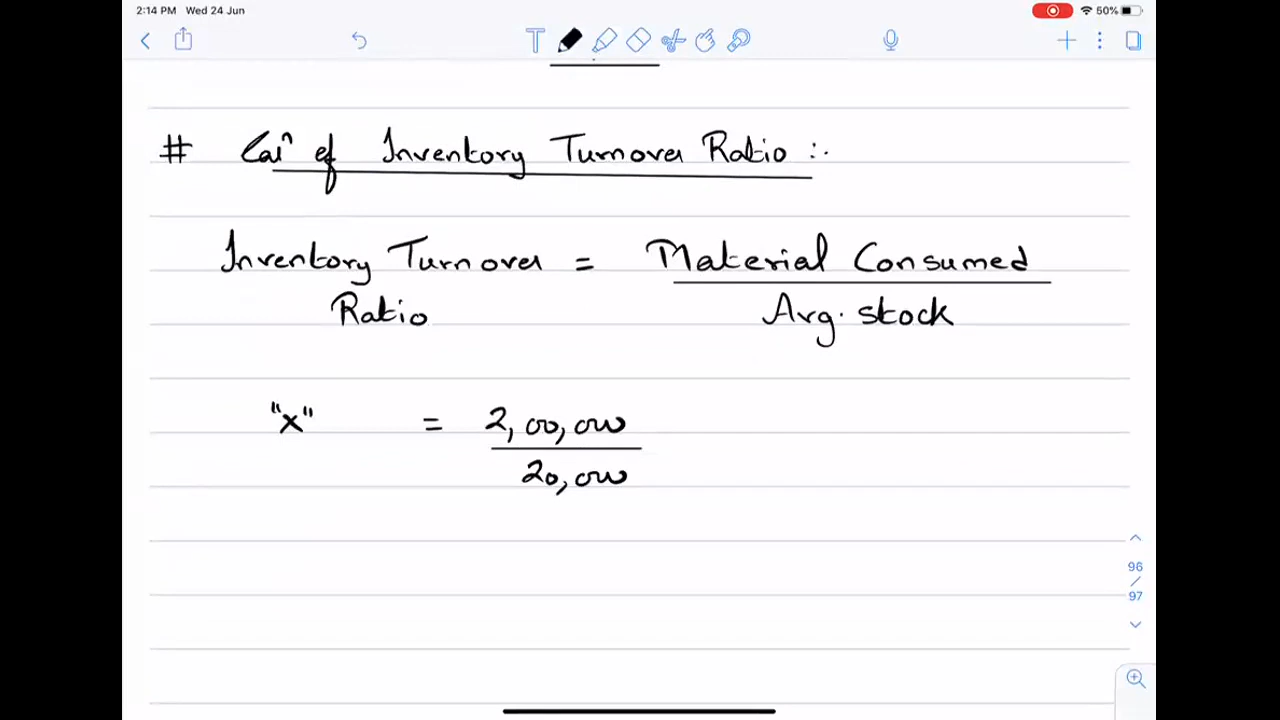 2:14 PM Wed 24 Jun
50%
# Caiⁿ of Inventory Turnover Ratio :-
Inventory Turnover = Material Consumed
Ratio Avg. stock
"x" = 2,00,000
20,000
96
/
97